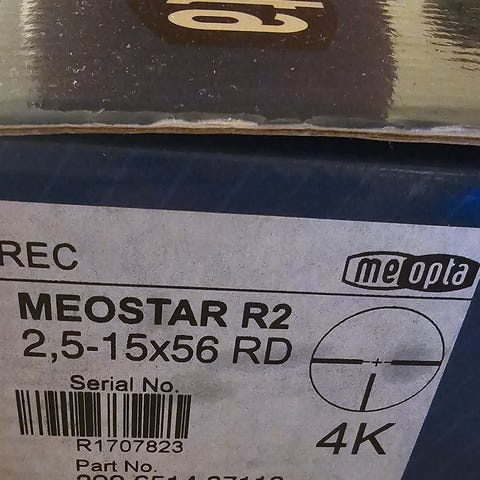 REC
meopta
MEOSTAR R2
2,5-15x56 RD
Serial No.
R1707823
4K
Part No.